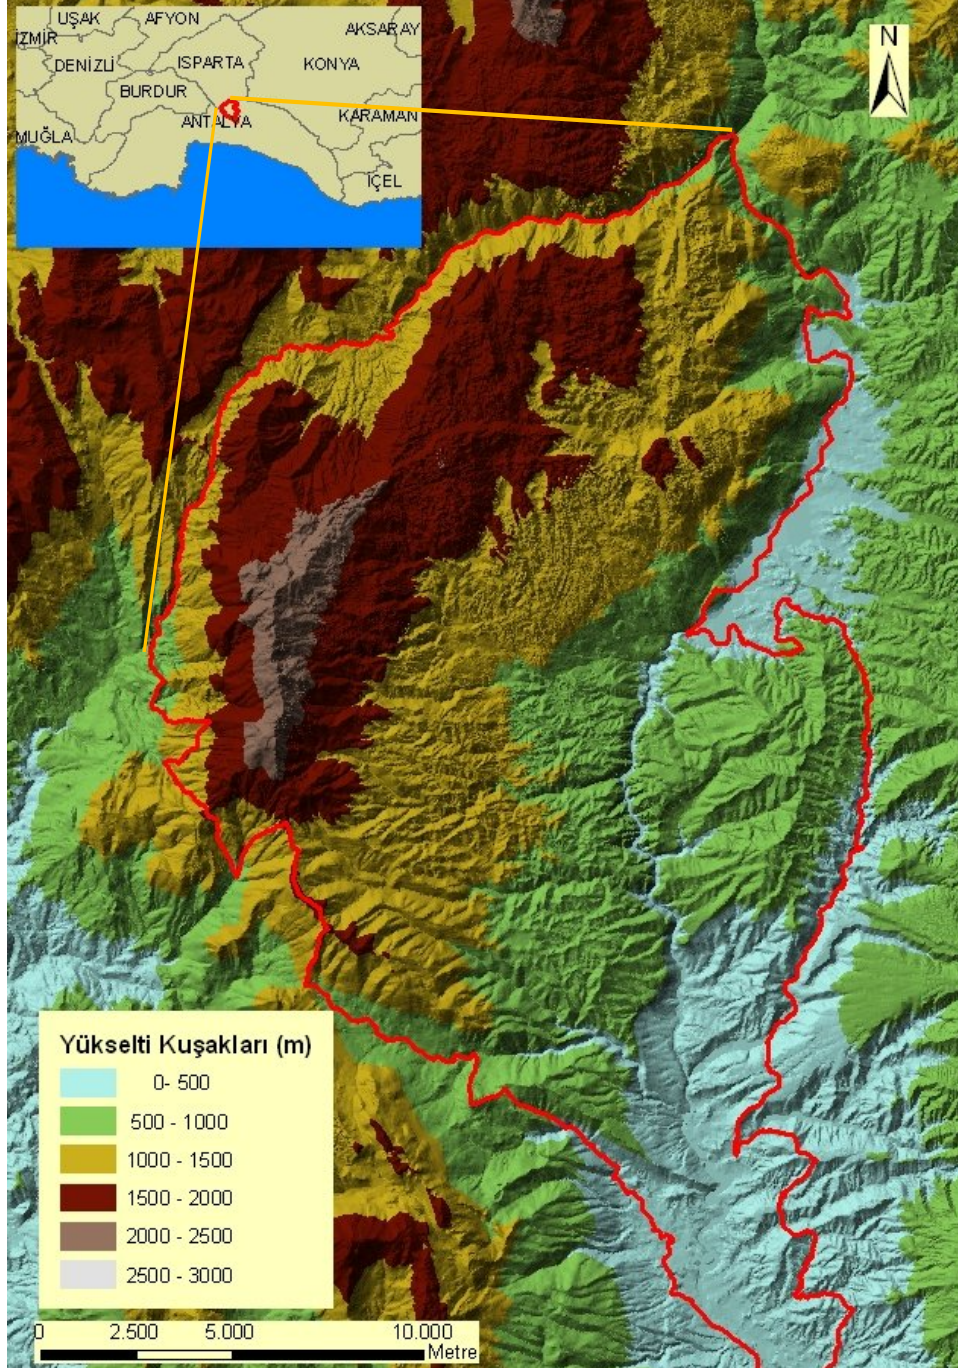 UŞAK
AFYON
AKSARAY
İZMİR
DENİZLİ
ISPARTA
KONYA
BURDUR
ANTALYA
KARAMAN
MUĞLA
İÇEL
N
Yükselti Kuşakları (m)
0- 500
500 - 1000
1000 - 1500
1500 - 2000
2000 - 2500
2500 - 3000
0 2.500 5.000 10.000
Metre